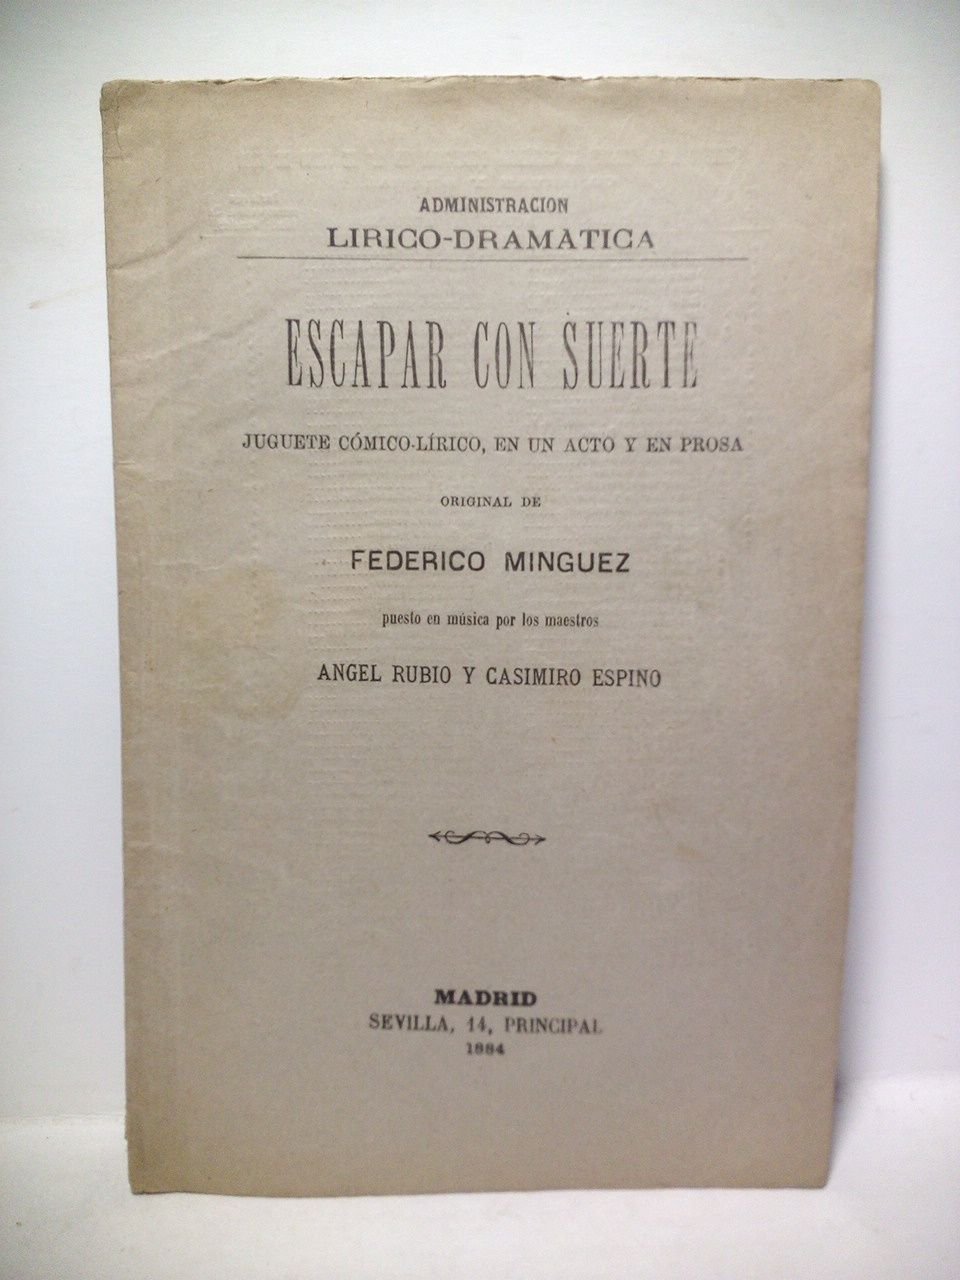 ADMINISTRACION
LIRICO-DRAMATICA
ESCAPAR CON SUERTE
JUGUETE CÓMICO-LÍRICO, EN UN ACTO Y EN PROSA
ORIGINAL DE
FEDERICO MINGUEZ
puesto en música por los maestros
ANGEL RUBIO Y CASIMIRO ESPINO
MADRID
SEVILLA, 14, PRINCIPAL
1884